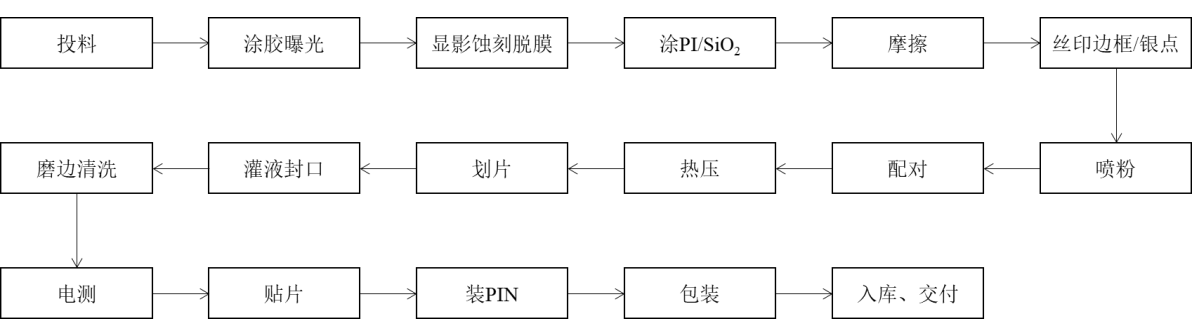 投料
涂胶曝光
显影蚀刻脱膜
涂PI/SiO₂
摩擦
丝印边框/银点
喷粉
配对
热压
划片
灌液封口
磨边清洗
电测
贴片
装PIN
包装
入库、交付